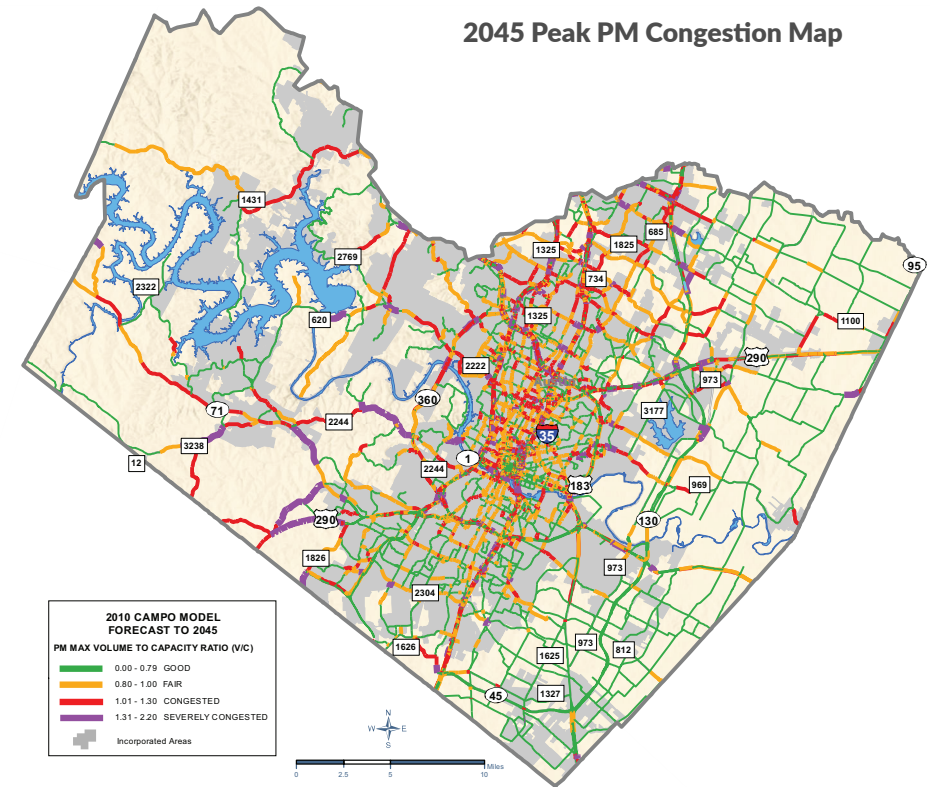 2045 Peak PM Congestion Map
1431
2769
2322
620
1325
1825
685
734
1325
95
1100
290
973
2222
360
71
2244
3177
35
3238
12
2244
1
183
969
290
130
1826
973
2304
1626
1625
973
812
45
1327
2010 CAMPO MODEL
FORECAST TO 2045
PM MAX VOLUME TO CAPACITY RATIO (V/C)
0.00 - 0.79 GOOD
0.80 - 1.00 FAIR
1.01 - 1.30 CONGESTED
1.31 - 2.20 SEVERELY CONGESTED
Incorporated Areas
N
W E
S
Miles
0 2.5 5 10